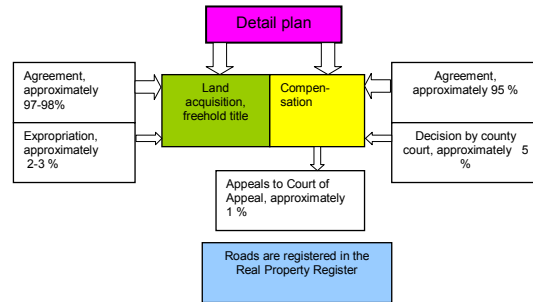 Detail plan
Agreement,
approximately
97-98%
Land
acquisition,
freehold title
Compen-
sation
Agreement,
approximately 95 %
Expropriation,
approximately
2-3 %
Decision by county
court, approximately 5
%
Appeals to Court of
Appeal, approximately
1 %
Roads are registered in the
Real Property Register